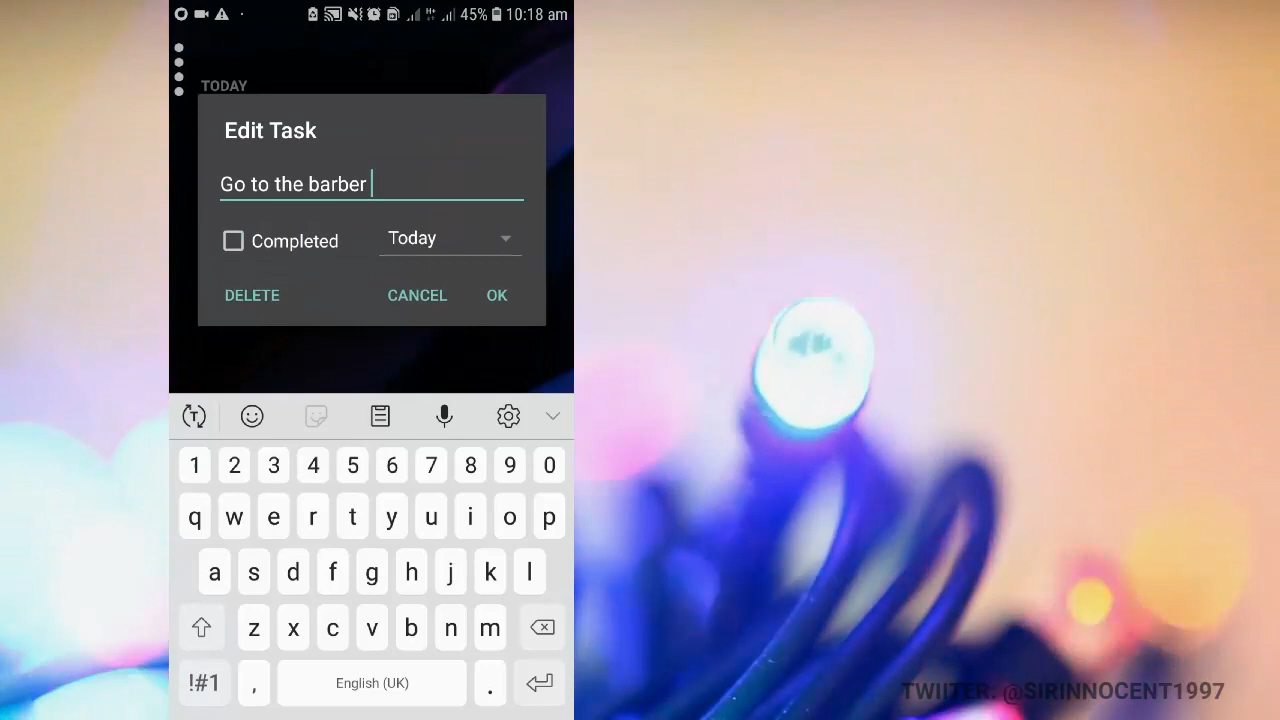 45% 10:18 am
TODAY
Edit Task
Go to the barber
Completed
Today
DELETE CANCEL OK
1 2 3 4 5 6 7 8 9 0
q w e r t y u i o p
a s d f g h j k l
z x c v b n m
!#1 , English (UK) .
TWIITER: @SIRINNOCENT1997